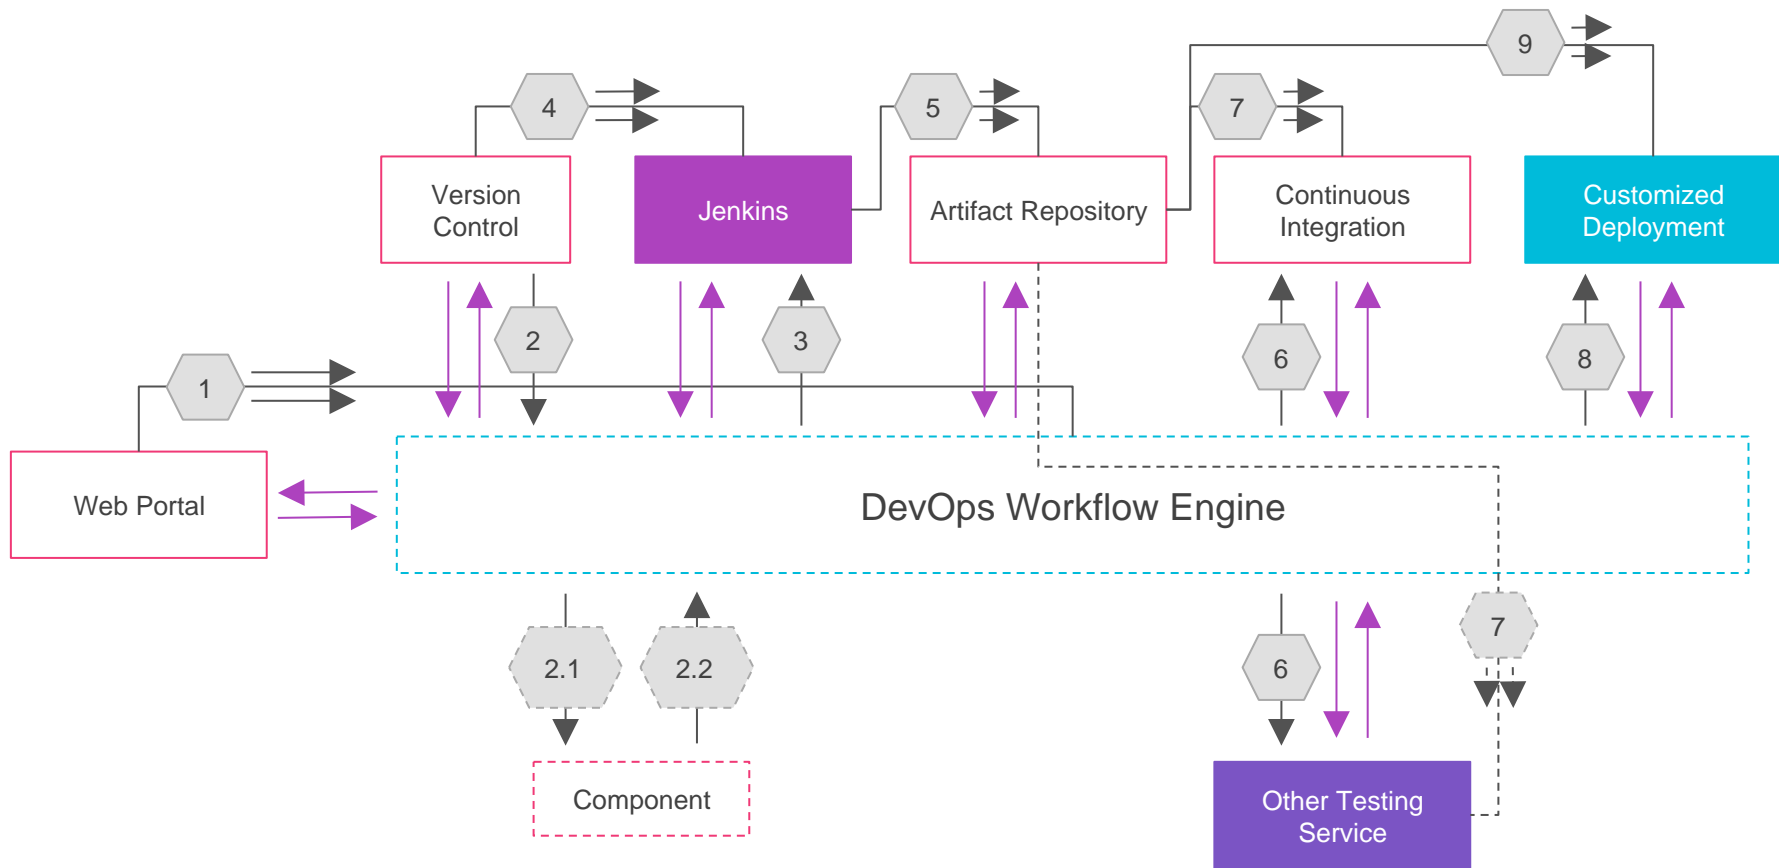 9
4
5
7
Version
Control
Jenkins
Artifact Repository
Continuous
Integration
Customized
Deployment
2
3
6
8
1
Web Portal
DevOps Workflow Engine
2.1
2.2
6
7
Component
Other Testing
Service